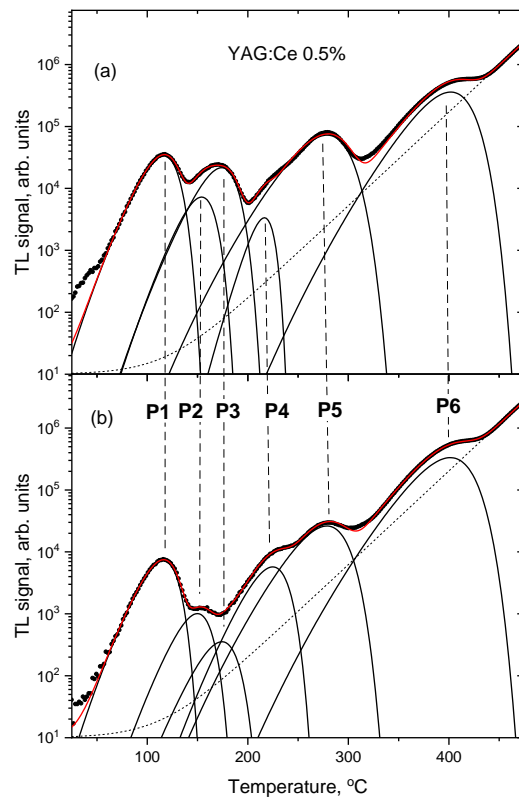 (a)
YAG:Ce 0.5%
TL signal, arb. units
10^6
10^5
10^4
10^3
10^2
10^1
P1 P2 P3 P4 P5 P6
(b)
TL signal, arb. units
10^6
10^5
10^4
10^3
10^2
10^1
100 200 300 400
Temperature, °C